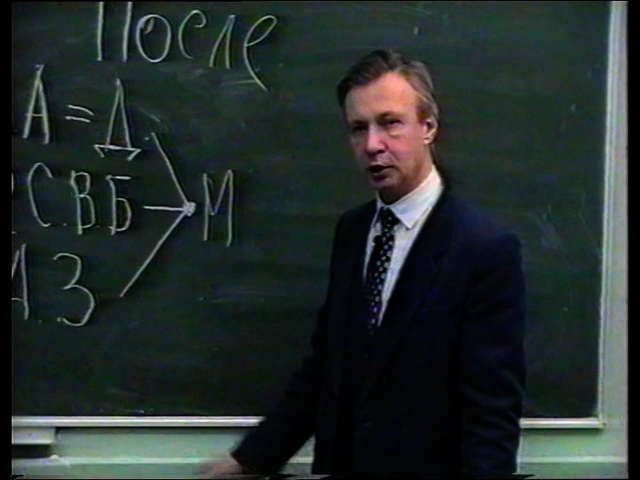 После
А = Д
С.В.Б М
А.З